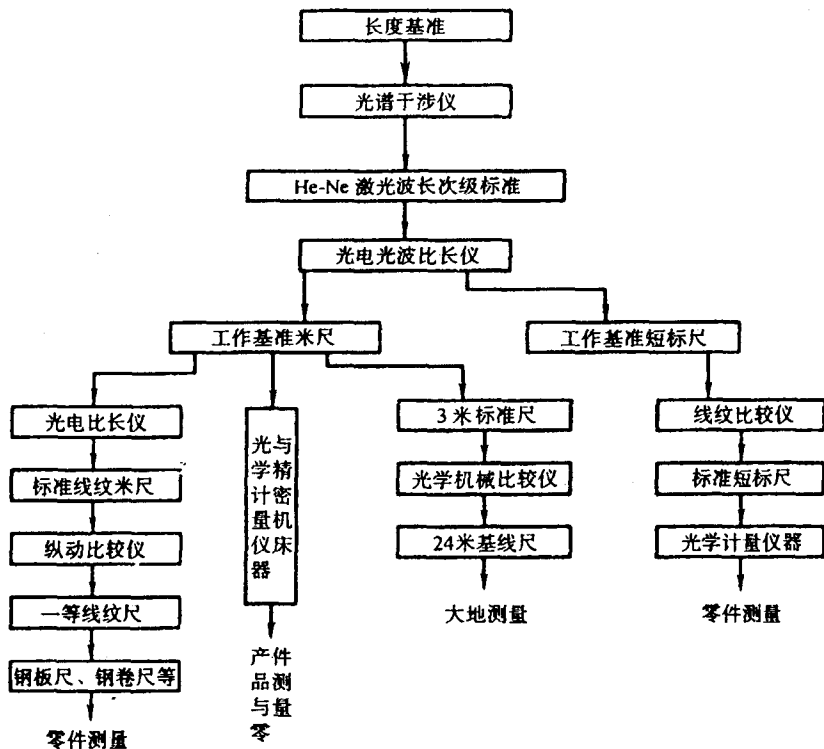 长度基准
光谱干涉仪
He-Ne 激光波长次级标准
光电光波比长仪
工作基准米尺
工作基准短标尺
光电比长仪
标准线纹米尺
纵动比较仪
一等线纹尺
钢板尺、钢卷尺等
零件测量
光学计量仪器
与精密机床
产品与零
件测量
3米标准尺
光学机械比较仪
24米基线尺
大地测量
线纹比较仪
标准短标尺
光学计量仪器
零件测量